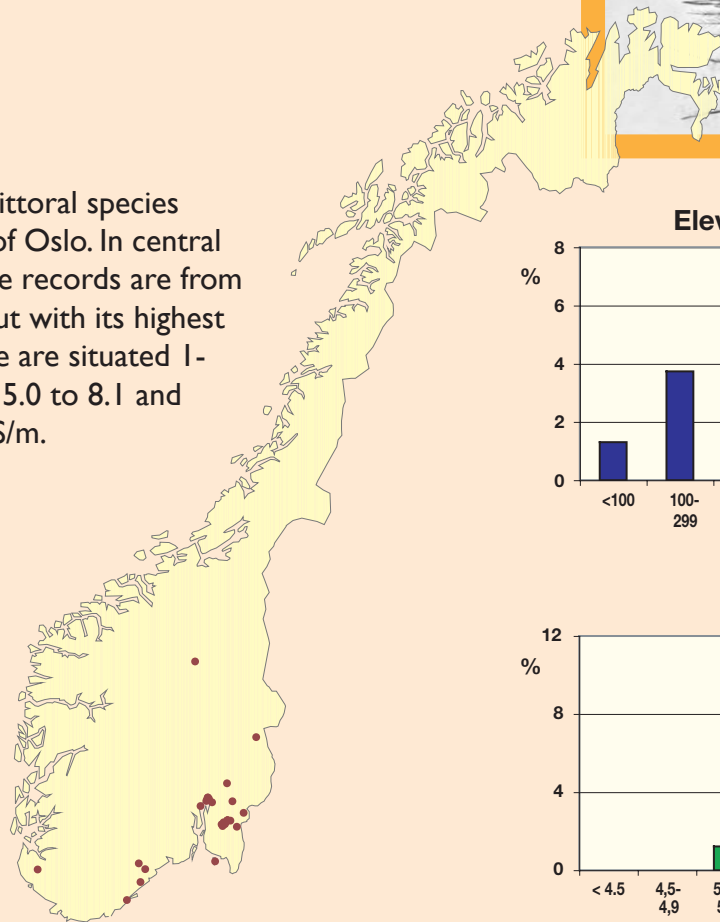 ittoral species
of Oslo. In central
e records are from
ut with its highest
e are situated 1-
5.0 to 8.1 and
S/m.
Elev
%
8
6
4
2
0
<100
100-
299
%
12
8
4
0
< 4.5
4,5-
4,9
5
5